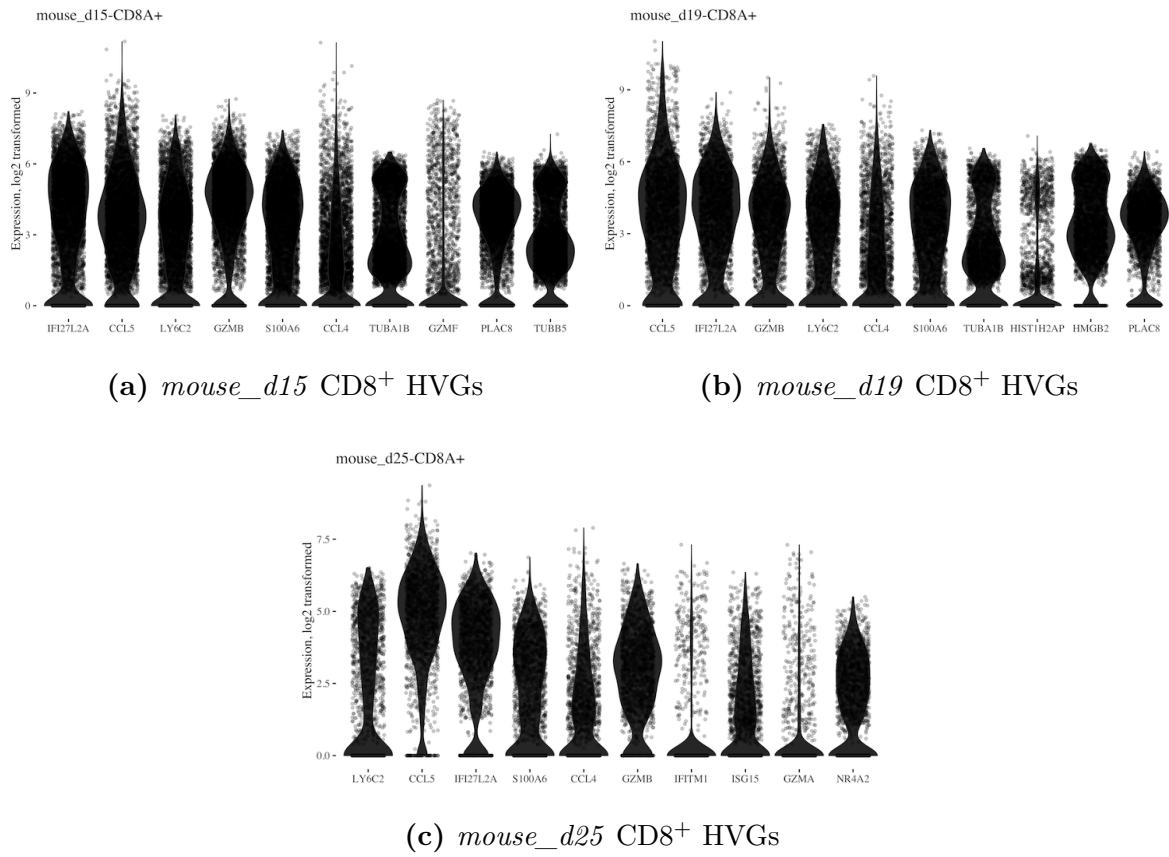 mouse_d15-CD8A+
Expression, log2 transformed
9
6
3
0
IFI27L2A CCL5 LY6C2 GZMB S100A6 CCL4 TUBA1B GZMF PLAC8 TUBB5
(a) mouse_d15 CD8+ HVGs
mouse_d19-CD8A+
Expression, log2 transformed
9
6
3
0
CCL5 IFI27L2A GZMB LY6C2 CCL4 S100A6 TUBA1B HIST1H2AP HMGB2 PLAC8
(b) mouse_d19 CD8+ HVGs
mouse_d25-CD8A+
Expression, log2 transformed
7.5
5.0
2.5
0.0
LY6C2 CCL5 IFI27L2A S100A6 CCL4 GZMB IFITM1 ISG15 GZMA NR4A2
(c) mouse_d25 CD8+ HVGs